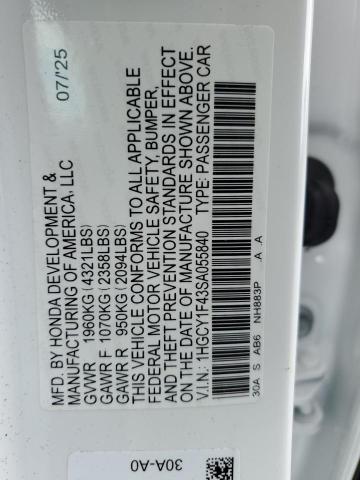 MFD. BY HONDA DEVELOPMENT & 07/'25
MANUFACTURING OF AMERICA, LLC
GVWR 1960KG (4321LBS)
GAWR F 1070KG (2358LBS)
GAWR R 950KG (2094LBS)
THIS VEHICLE CONFORMS TO ALL APPLICABLE
FEDERAL MOTOR VEHICLE SAFETY, BUMPER,
AND THEFT PREVENTION STANDARDS IN EFFECT
ON THE DATE OF MANUFACTURE SHOWN ABOVE.
V.I.N.: 1HGCY1F43SA055840 TYPE: PASSENGER CAR
30A S AB6 NH883P A A
30A-A0